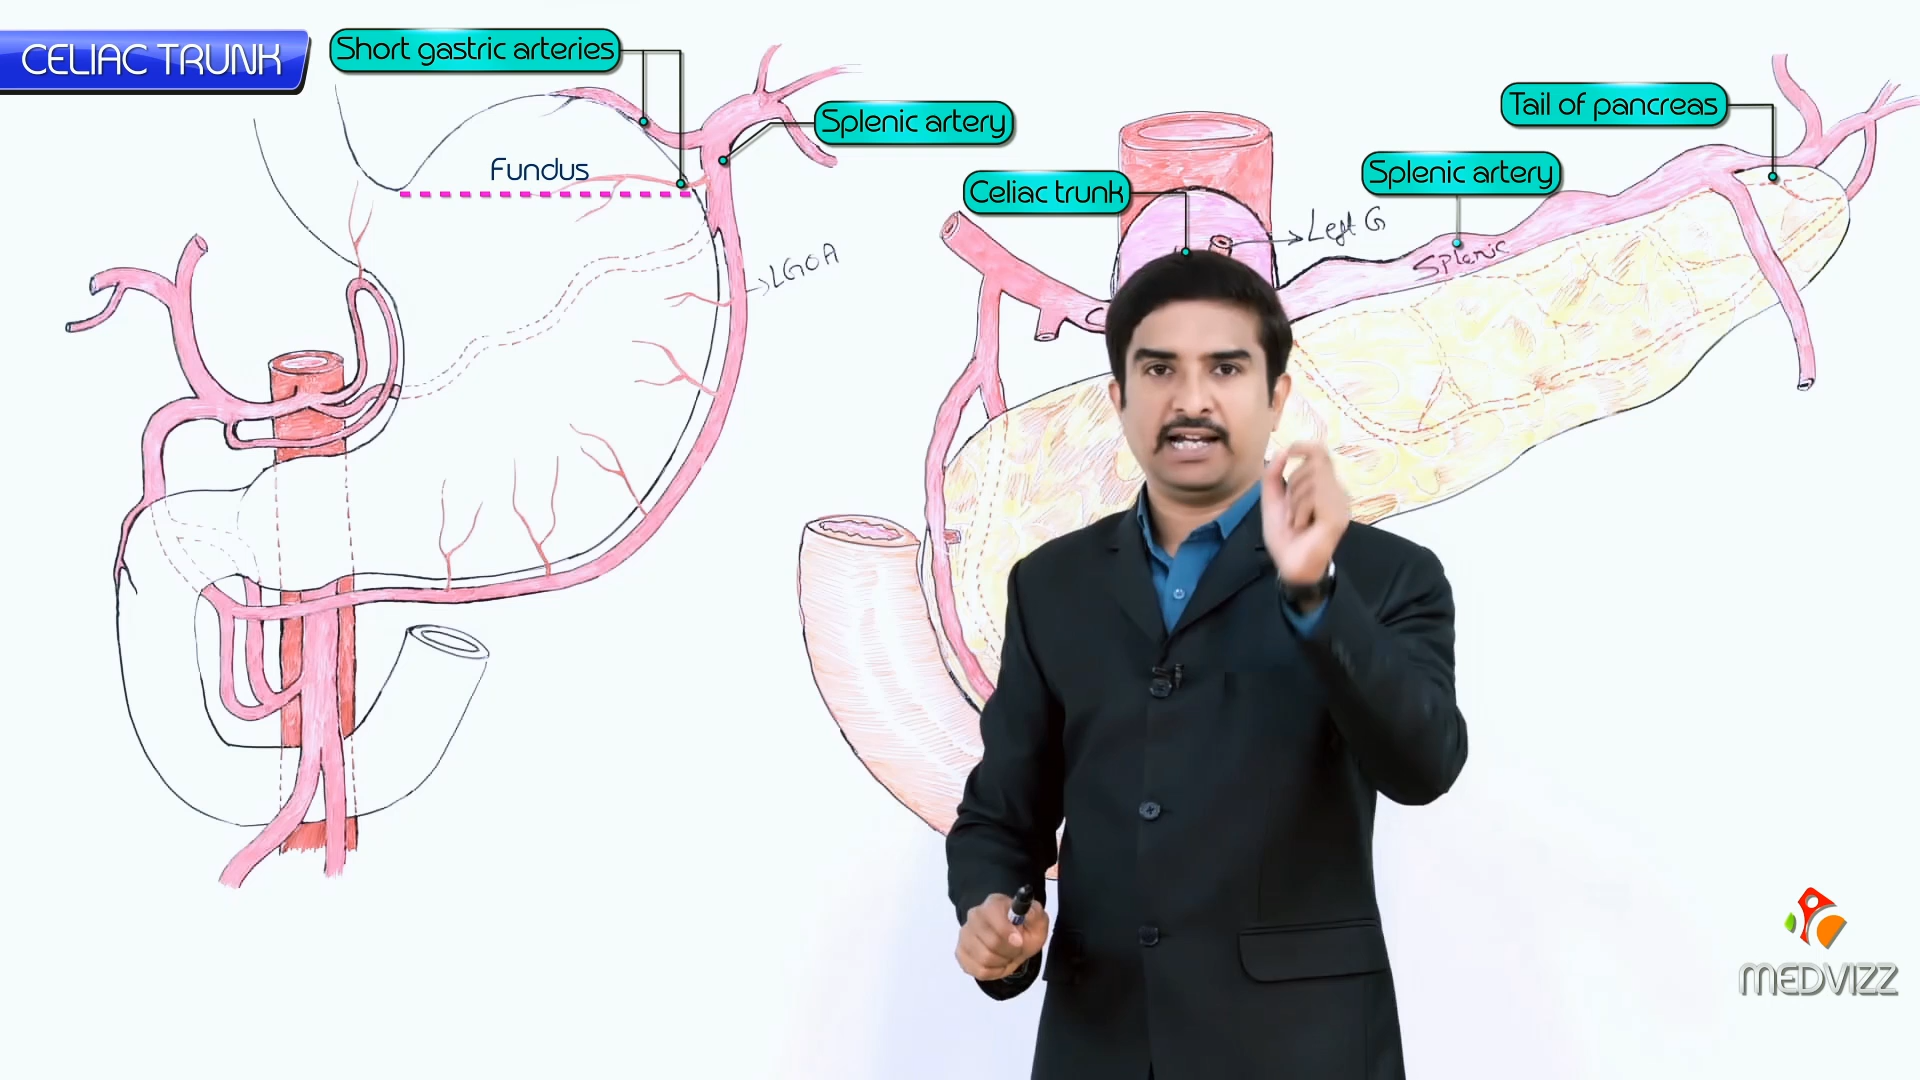 CELIAC TRUNK
Short gastric arteries
Splenic artery
Fundus
LGOA
Celiac trunk
Left G
Splenic artery
Splenic
Tail of pancreas
MEDVIZZ